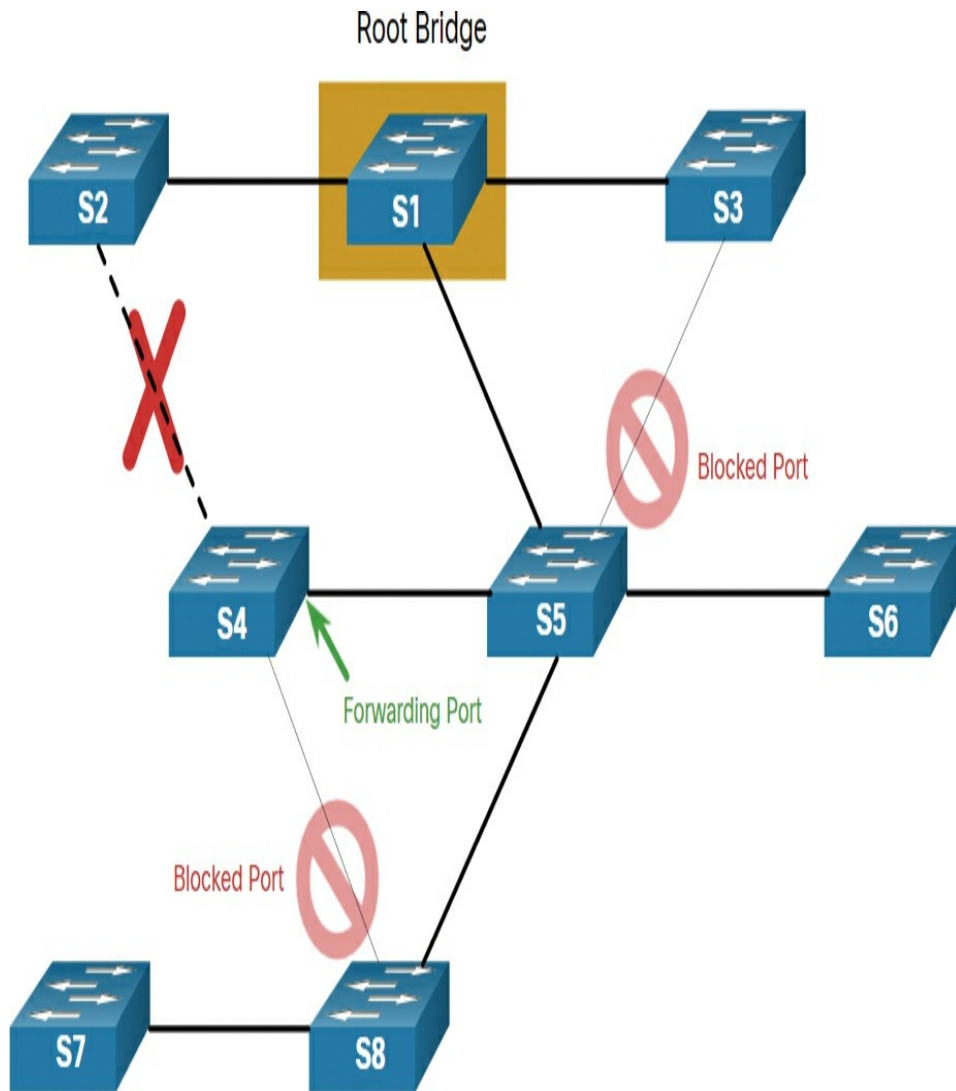 Root Bridge
S2
S1
S3
Blocked Port
S4
S5
S6
Forwarding Port
Blocked Port
S7
S8